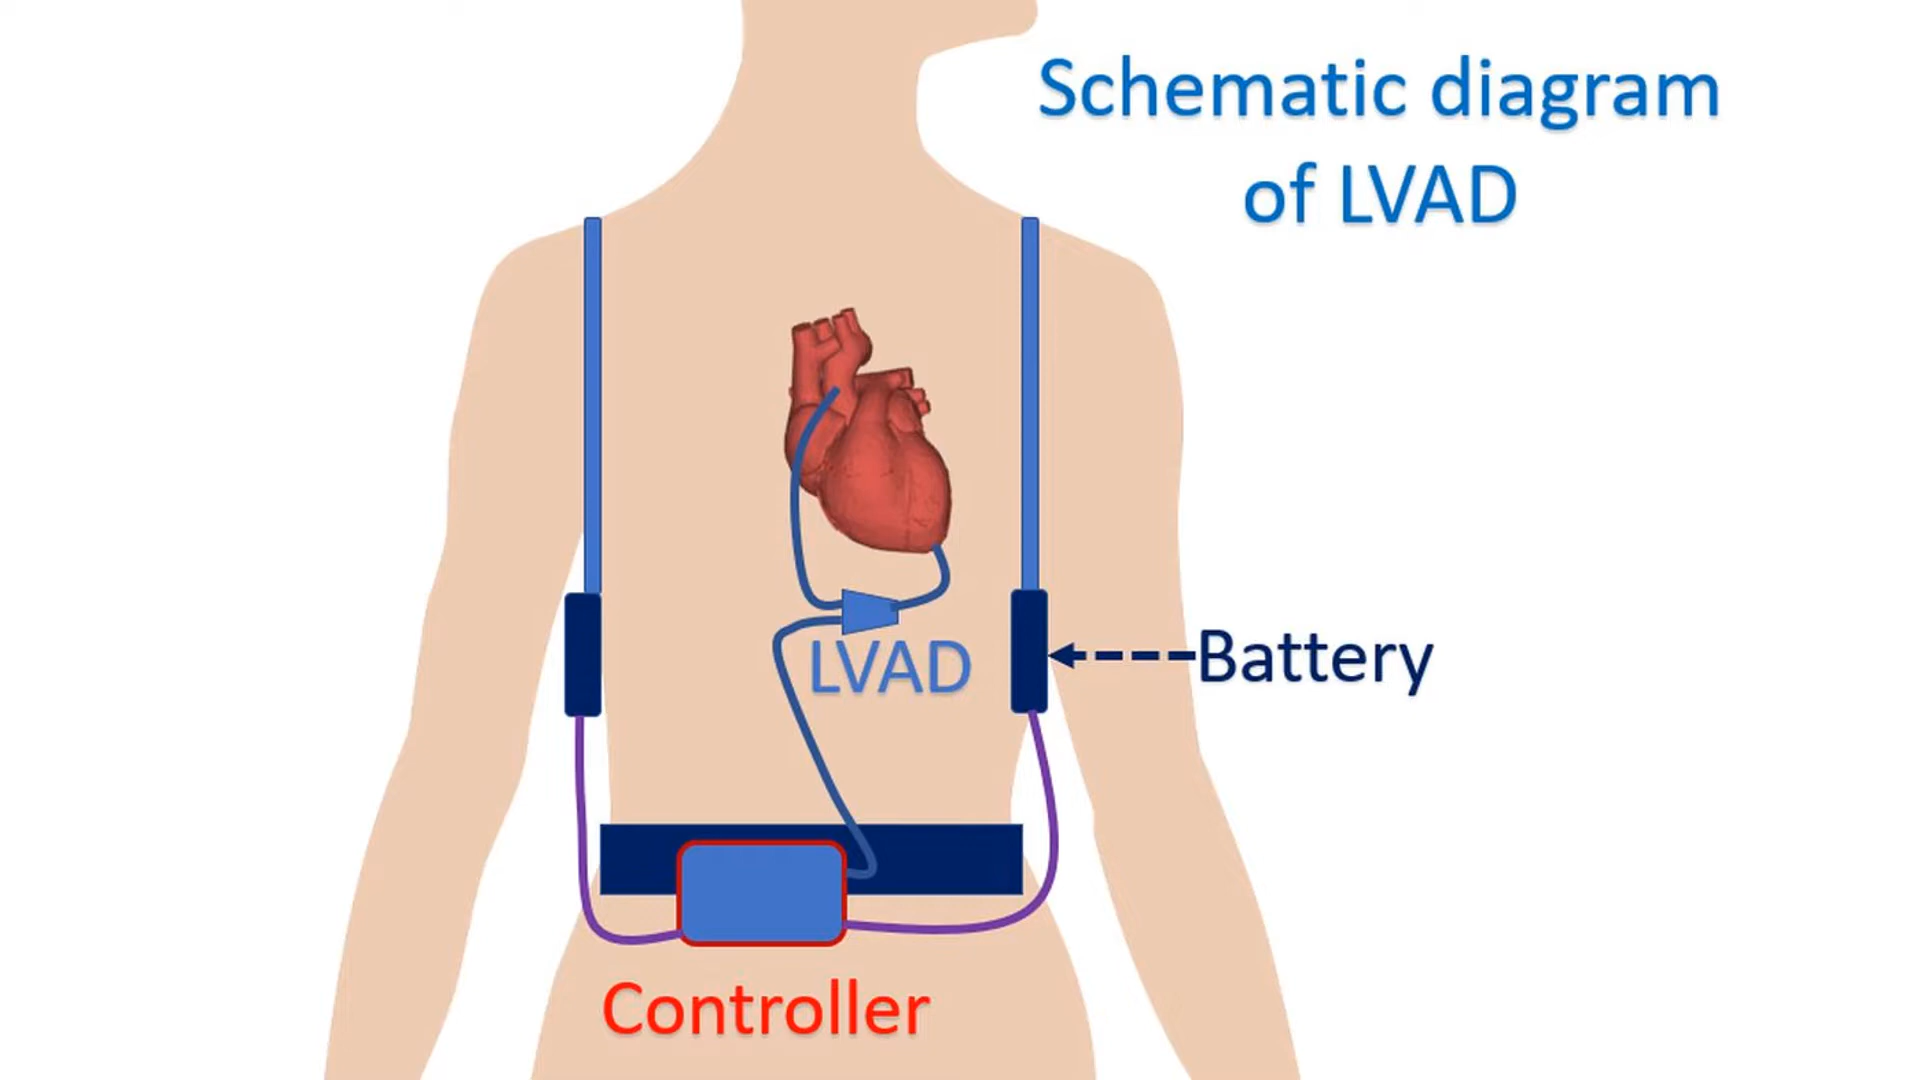 Schematic diagram
of LVAD
LVAD
Battery
Controller